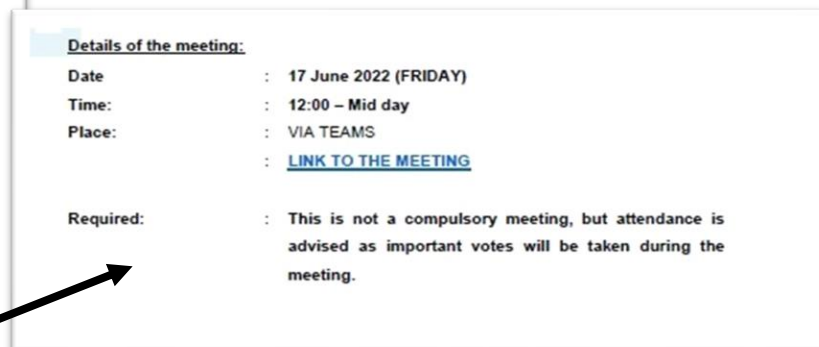 Details of the meeting:
Date : 17 June 2022 (FRIDAY)
Time: : 12:00 – Mid day
Place: : VIA TEAMS
: LINK TO THE MEETING
Required: : This is not a compulsory meeting, but attendance is
advised as important votes will be taken during the
meeting.